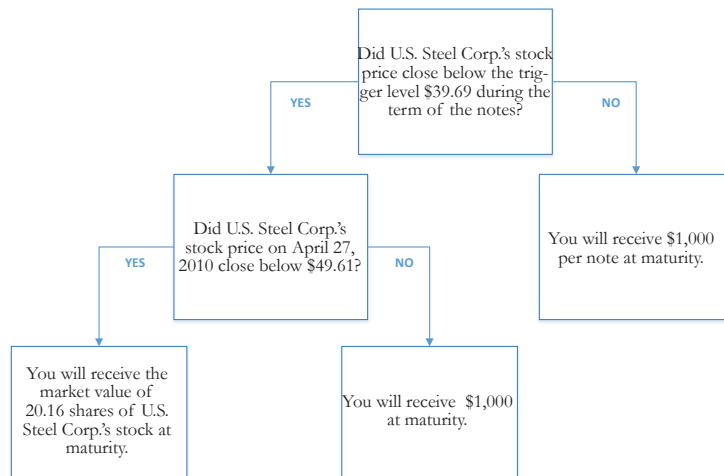 Did U.S. Steel Corp.'s stock
price close below the trig-
ger level $39.69 during the
term of the notes?
YES
NO
Did U.S. Steel Corp.'s
stock price on April 27,
2010 close below $49.61?
You will receive $1,000
per note at maturity.
YES
NO
You will receive the
market value of
20.16 shares of U.S.
Steel Corp.'s stock at
maturity.
You will receive  $1,000
at maturity.